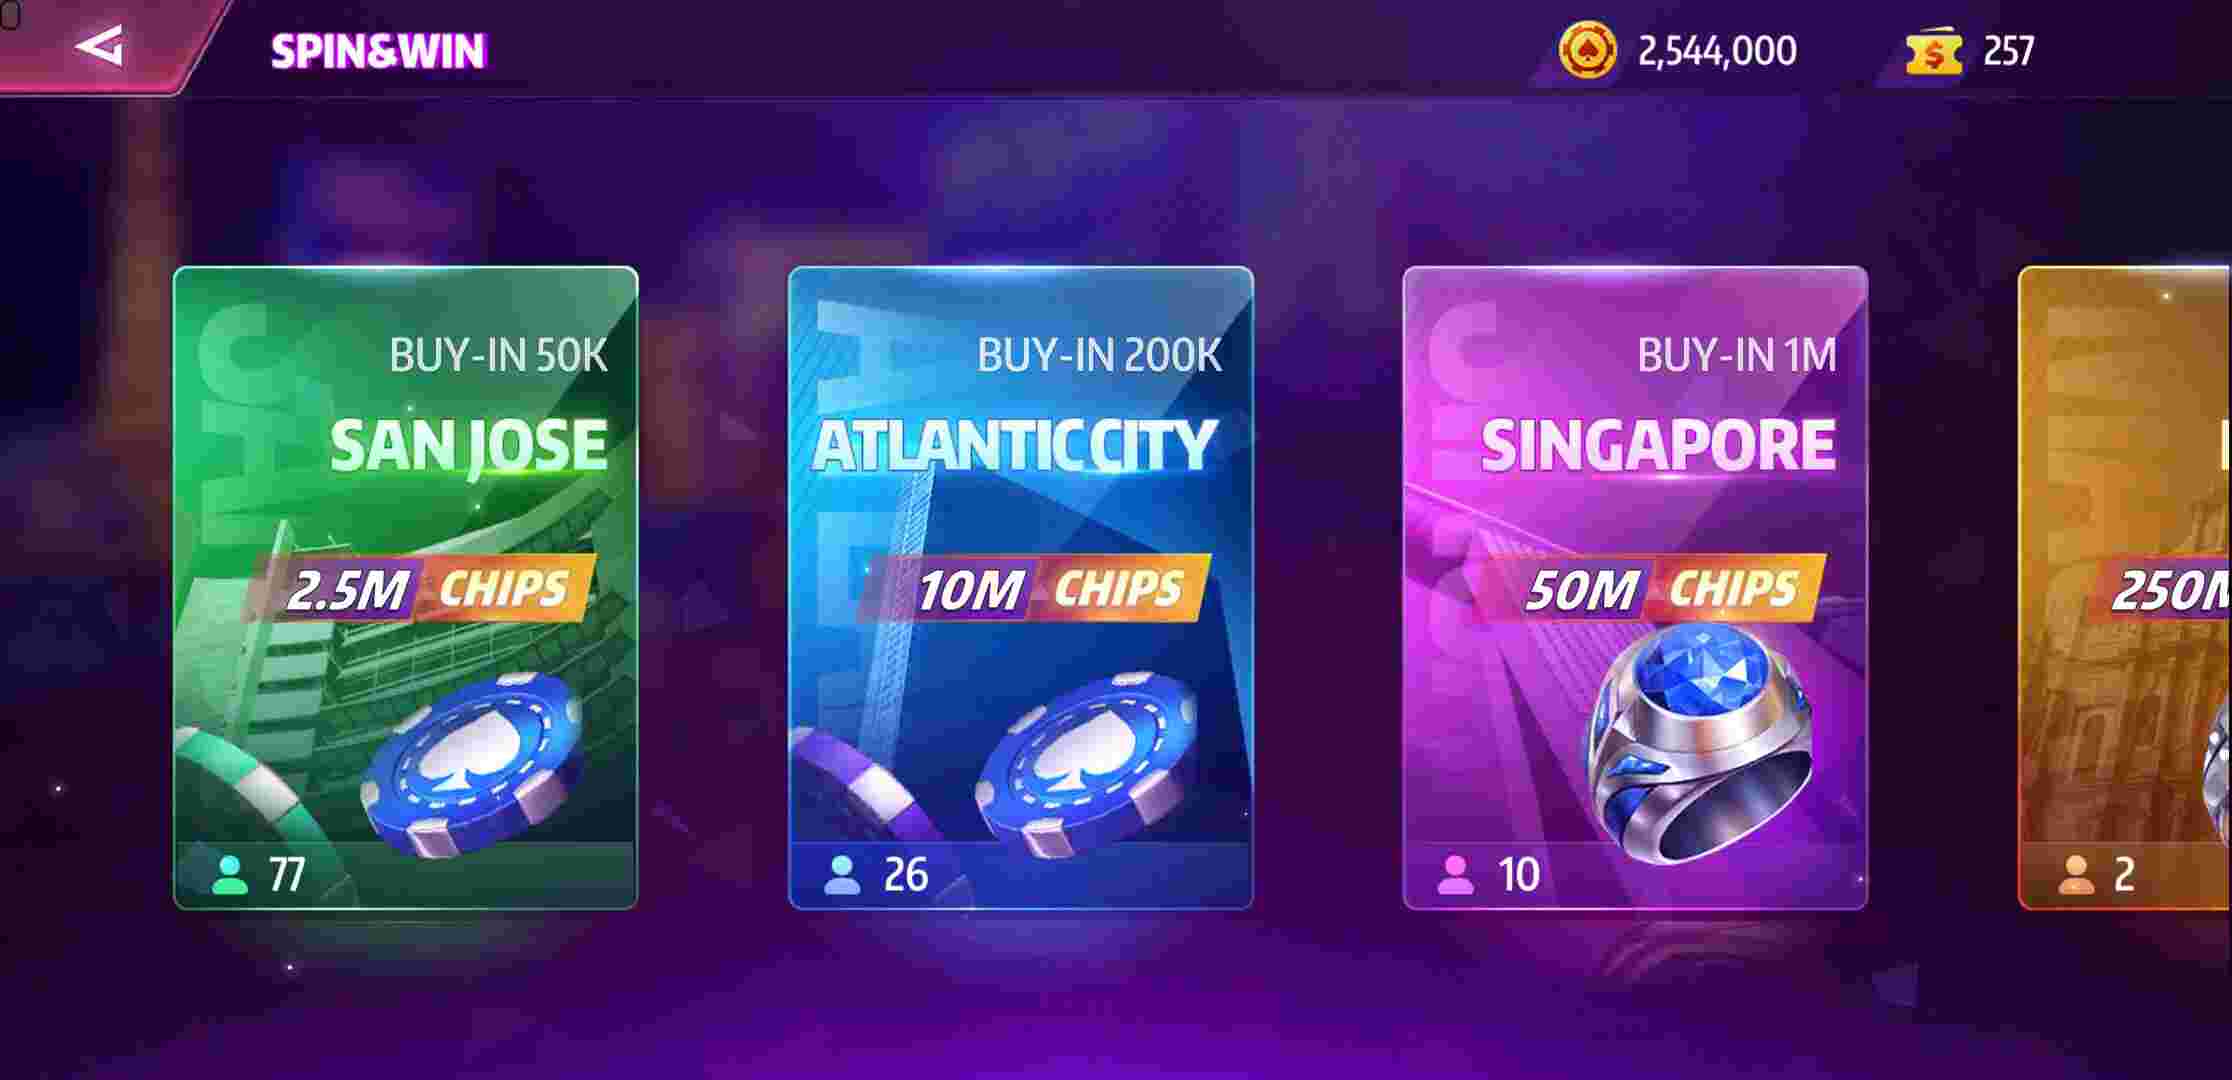 SPIN&WIN
2,544,000
257
BUY-IN 50K
SAN JOSE
2.5M CHIPS
77
BUY-IN 200K
ATLANTIC CITY
10M CHIPS
26
BUY-IN 1M
SINGAPORE
50M CHIPS
10
250M
2